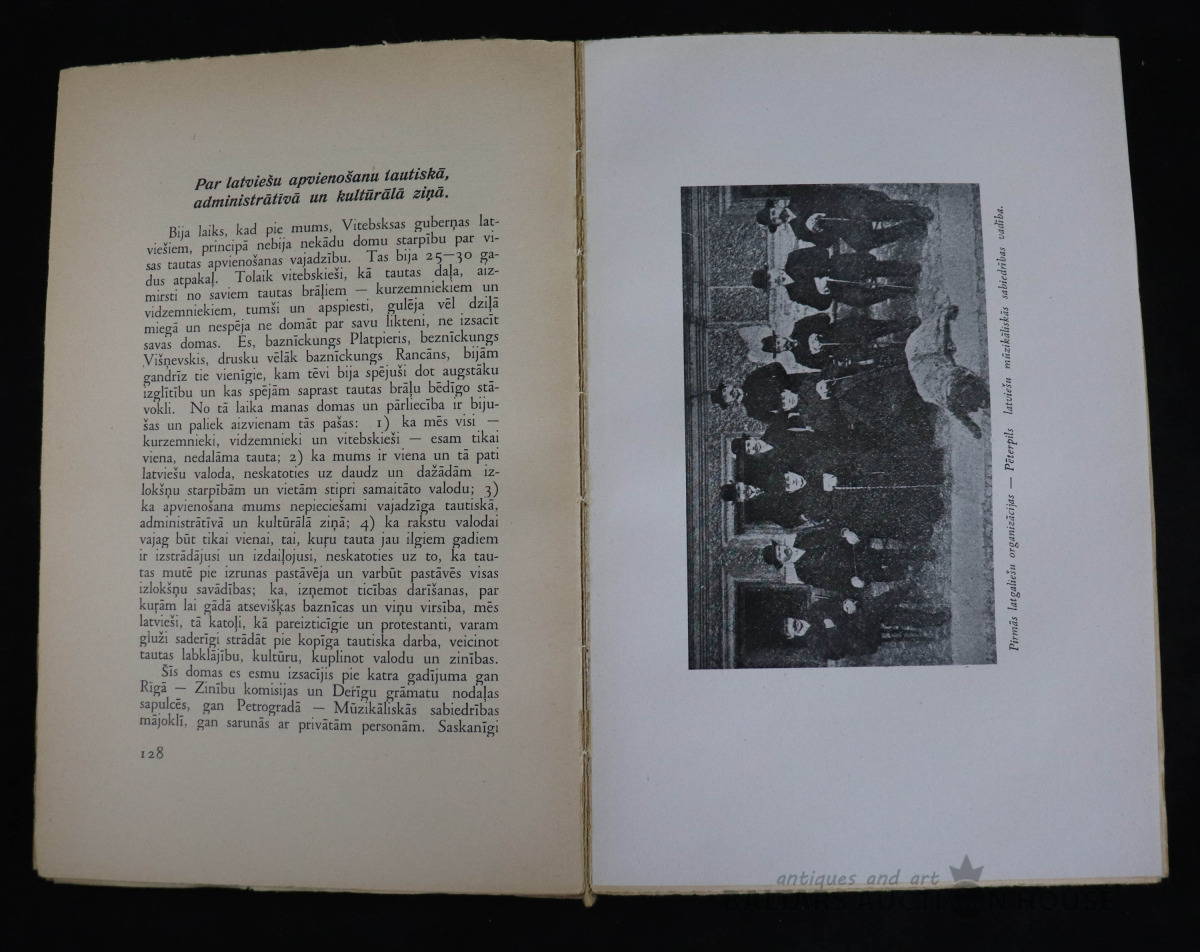 Par latviešu apvienošanu tautiskā,
administrātīvā un kultūrālā ziņā.
Bija laiks, kad pie mums, Vitebsksas guberņas lat-
viešiem, principā nebija nekādu domu starpību par vi-
sas tautas apvienošanas vajadzību. Tas bija 25—30 ga-
dus atpakaļ. Tolaik vitebskieši, kā tautas daļa, aiz-
mirsti no saviem tautas brāļiem — kurzemniekiem un
vidzemniekiem, tumši un apspiesti, gulēja vēl dziļā
miegā un nespēja ne domāt par savu likteni, ne izsacīt
savas domas. Es, baznīckungs Platpieris, beznīckungs
Višņevskis, drusku vēlāk baznīckungs Rancāns, bijām
gandrīz tie vienīgie, kam tēvi bija spējuši dot augstāku
izglītību un kas spējām saprast tautas brāļu bēdīgo stā-
vokli. No tā laika manas domas un pārliecība ir biju-
šas un paliek aizvienam tās pašas: 1) ka mēs visi —
kurzemnieki, vidzemnieki un vitebskieši — esam tikai
viena, nedalāma tauta; 2) ka mums ir viena un tā pati
latviešu valoda, neskatoties uz daudz un dažādām iz-
lokšņu starpībām un vietām stipri samaitāto valodu; 3)
ka apvienošana mums nepieciešami vajadzīga tautiskā,
administrātīvā un kultūrālā ziņā; 4) ka rakstu valodai
vajag būt tikai vienai, tai, kuŗu tauta jau ilgiem gadiem
ir izstrādājusi un izdaiļojusi, neskatoties uz to, ka tau-
tas mutē pie izrunas pastāvēja un varbūt pastāvēs visas
izlokšņu savādības; ka, izņemot ticības darīšanas, par
kuŗām lai gādā atsevišķas baznīcas un viņu virsība, mēs
latvieši, tā katoļi, kā pareizticīgie un protestanti, varam
gluži saderīgi strādāt pie kopīga tautiska darba, veicinot
tautas labklājību, kultūru, kuplinot valodu un zinības.
Šīs domas es esmu izsacījis pie katra gadījuma gan
Rīgā — Zinību komisijas un Derīgu grāmatu nodaļas
sapulcēs, gan Petrogradā — Mūzikāliskās sabiedrības
mājoklī, gan sarunās ar privātām personām. Saskanīgi
128
Pirmās latgaliešu organizācijas — Pēterpils latviešu mūzikāliskās sabiedrības vadība.
antiques and art
BALTARS AUCTION HOUSE